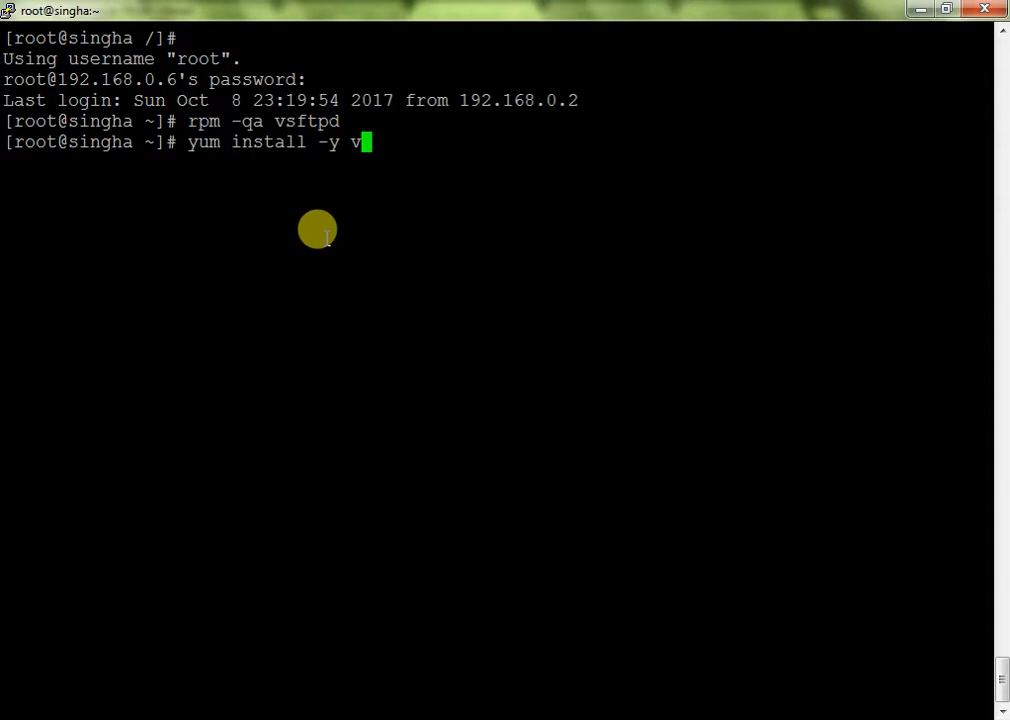 root@singha:~
[root@singha /]#
Using username "root".
root@192.168.0.6's password:
Last login: Sun Oct  8 23:19:54 2017 from 192.168.0.2
[root@singha ~]# rpm -qa vsftpd
[root@singha ~]# yum install -y v